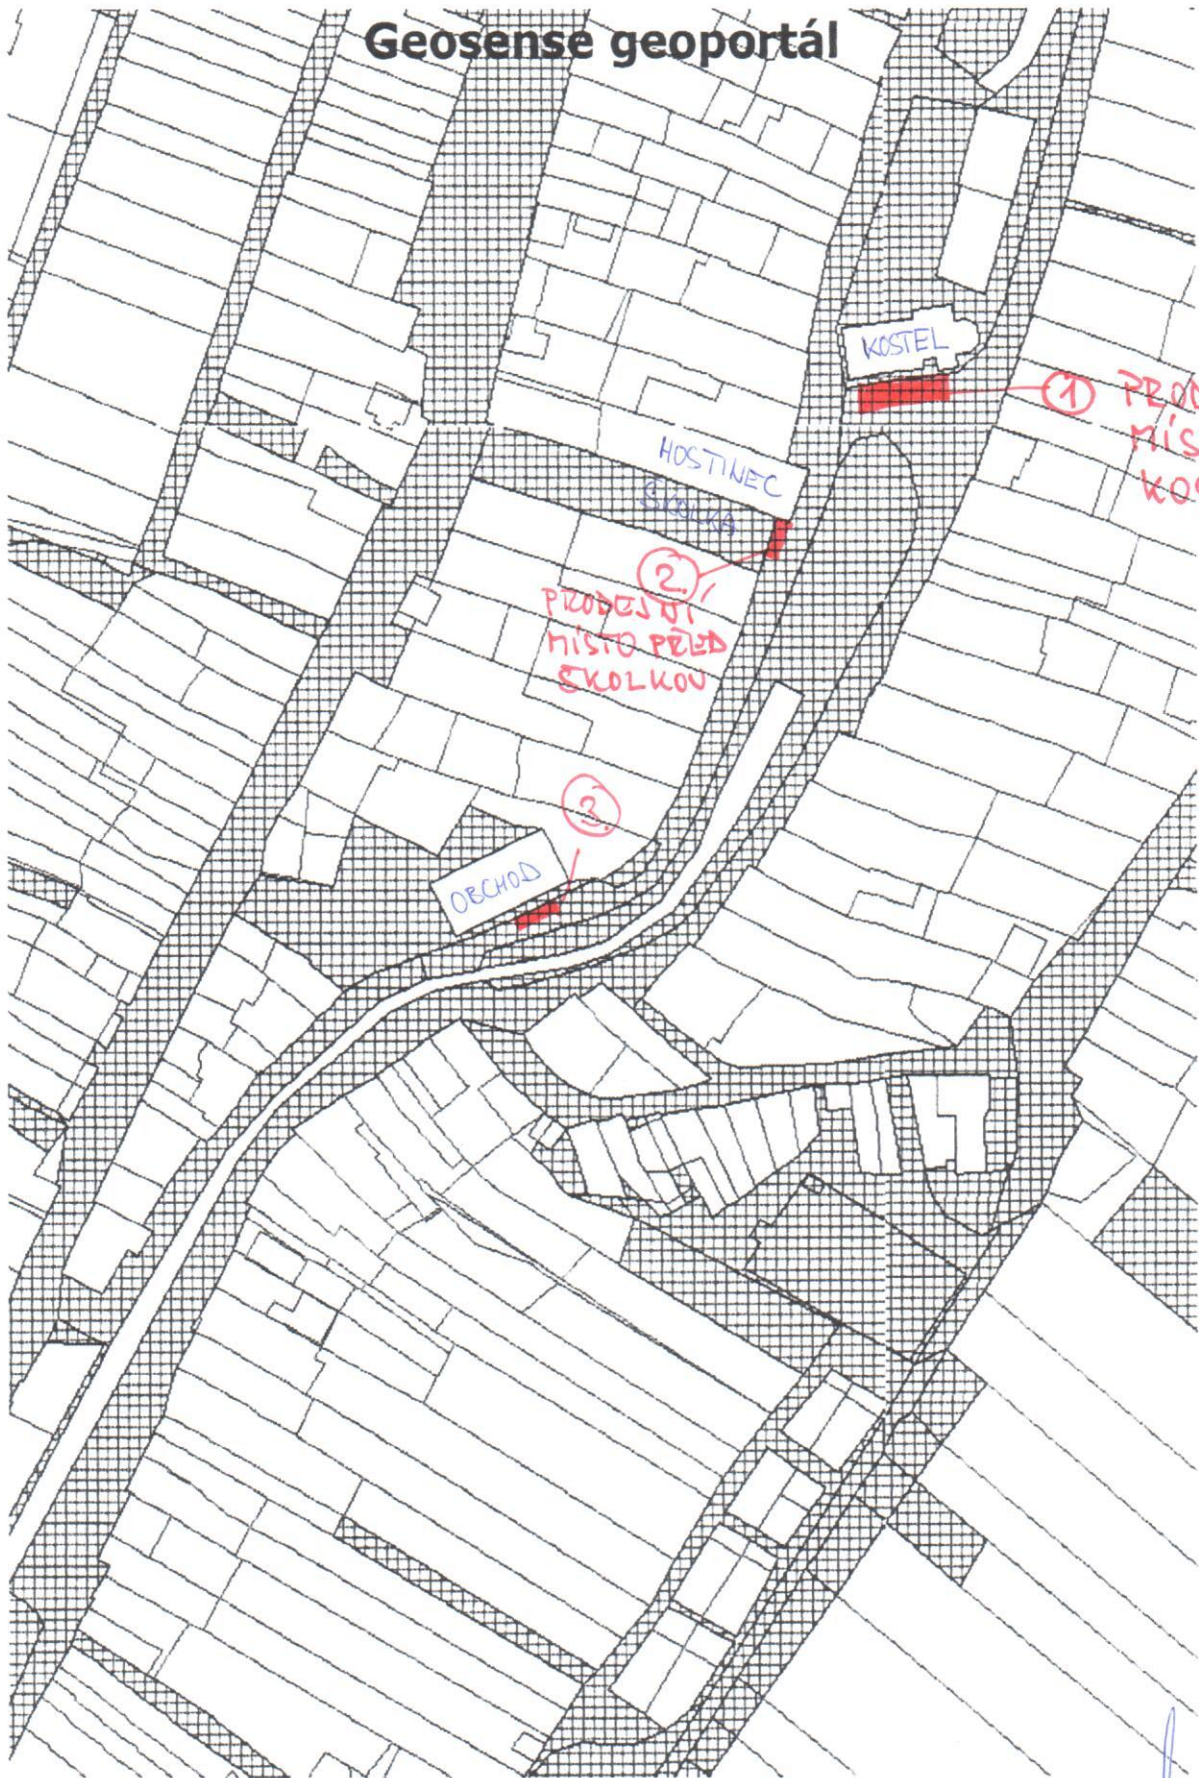 Geosense geoportál
KOSTEL
1
HOSTINEC
ŠKOLKA
2.
PRODEJNÍ
MÍSTO PŘED
ŠKOLKOU
3.
OBCHOD